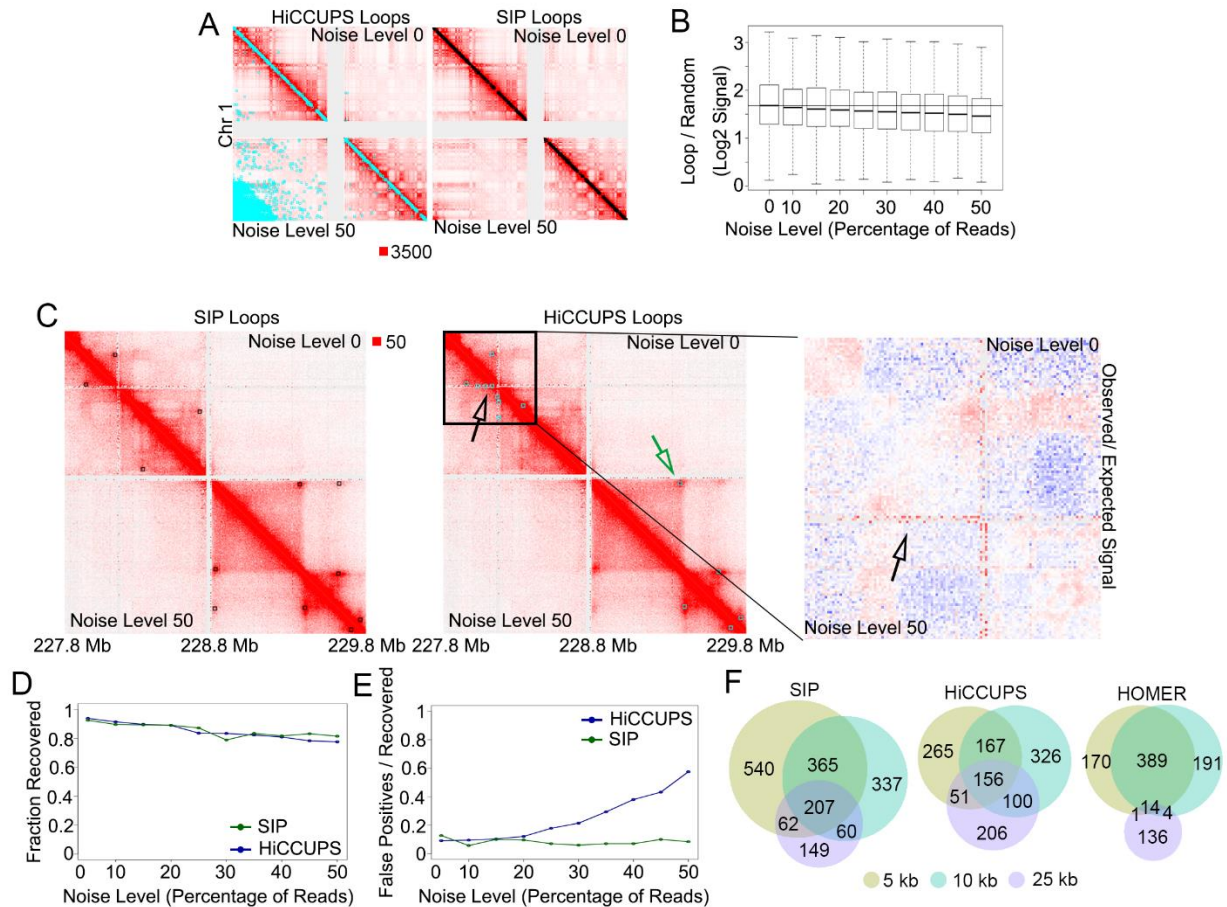 A
HiCCUPS Loops
Noise Level 0
Chr 1
Noise Level 50
SIP Loops
Noise Level 0
Noise Level 50
3500
B
Loop / Random
(Log2 Signal)
3
2
1
0
0 10 20 30 40 50
Noise Level (Percentage of Reads)
C
SIP Loops
Noise Level 0
50
Noise Level 50
227.8 Mb 228.8 Mb 229.8 Mb
HiCCUPS Loops
Noise Level 0
Noise Level 50
227.8 Mb 228.8 Mb 229.8 Mb
Noise Level 0
Observed/ Expected Signal
Noise Level 50
D
Fraction Recovered
1
0.8
0.6
0.4
0.2
0
SIP
HiCCUPS
0 10 20 30 40 50
Noise Level (Percentage of Reads)
E
False Positives / Recovered
1
0.8
0.6
0.4
0.2
0
HiCCUPS
SIP
0 10 20 30 40 50
Noise Level (Percentage of Reads)
F
SIP
540
365
337
207
62
60
149
HiCCUPS
265
167
326
156
51
100
206
HOMER
170
389
191
1
14
4
136
5 kb 10 kb 25 kb